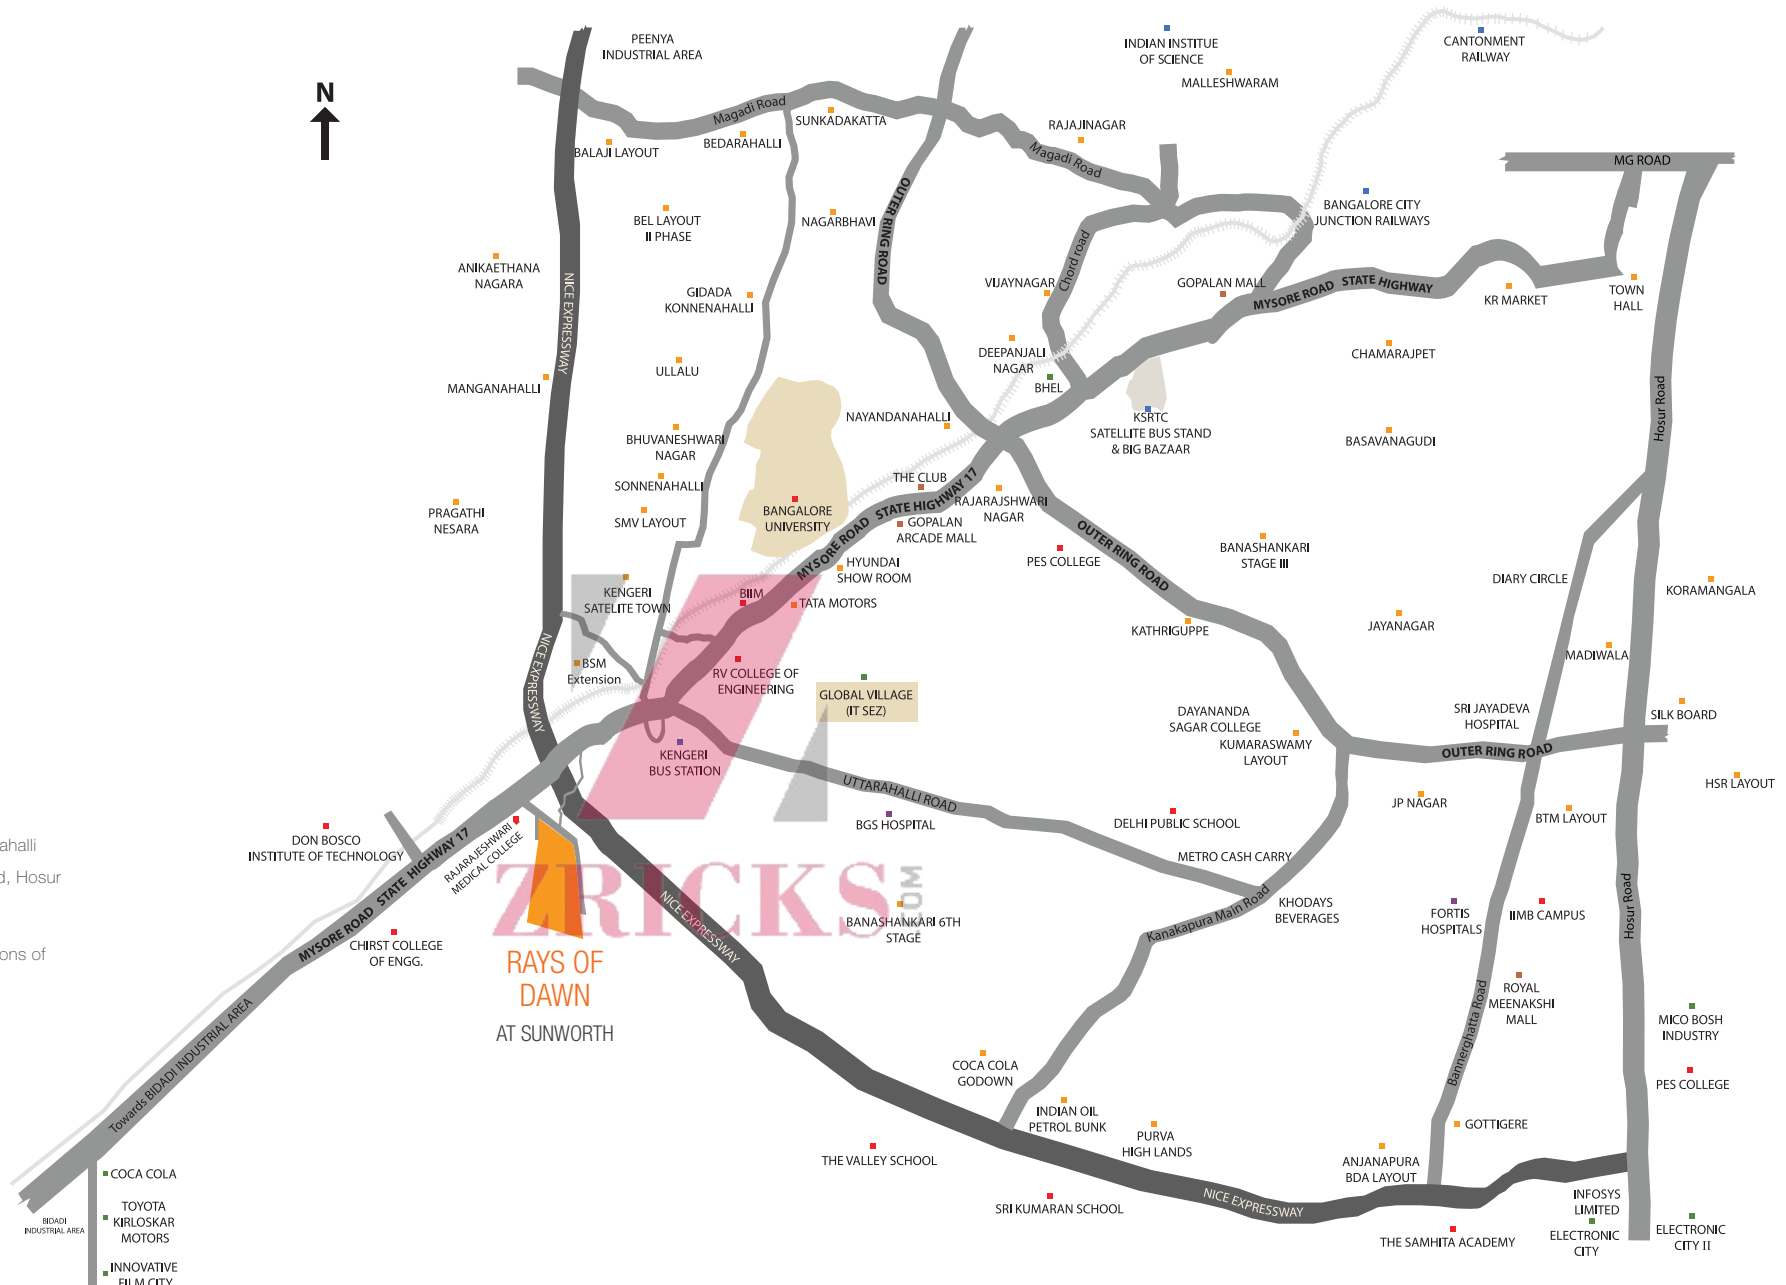 PEENYA
INDUSTRIAL AREA
INDIAN INSTITUE
OF SCIENCE
CANTONMENT
RAILWAY
MALLESHWARAM
N
Magadi Road
SUNKADAKATTA
BALAJI LAYOUT
BEDARAHALLI
RAJAJINAGAR
Magadi Road
MG ROAD
OUTER RING ROAD
BEL LAYOUT
II PHASE
NAGARBHAVI
BANGALORE CITY
JUNCTION RAILWAYS
Chord road
ANIKAETHANA
NAGARA
NICE EXPRESSWAY
GIDADA
KONNENAHALLI
VIJAYNAGAR
GOPALAN MALL
MYSORE ROAD STATE HIGHWAY
KR MARKET
TOWN
HALL
DEEPANJALI
NAGAR
BHEL
CHAMARAJPET
ULLALU
MANGANAHALLI
Hosur Road
NAYANDANAHALLI
KSRTC
SATELLITE BUS STAND
& BIG BAZAAR
BASAVANAGUDI
BHUVANESHWARI
NAGAR
SONNENAHALLI
SMV LAYOUT
PRAGATHI
NESARA
BANGALORE
UNIVERSITY
THE CLUB
MYSORE ROAD STATE HIGHWAY 17
RAJARAJSHWARI
NAGAR
GOPALAN
ARCADE MALL
OUTER RING ROAD
PES COLLEGE
BANASHANKARI
STAGE III
HYUNDAI
SHOW ROOM
DIARY CIRCLE
KORAMANGALA
KENGERI
SATELITE TOWN
BIIM
TATA MOTORS
KATHRIGUPPE
JAYANAGAR
MADIWALA
NICE EXPRESSWAY
BSM
Extension
RV COLLEGE OF
ENGINEERING
GLOBAL VILLAGE
(IT SEZ)
DAYANANDA
SAGAR COLLEGE
KUMARASWAMY
LAYOUT
SRI JAYADEVA
HOSPITAL
SILK BOARD
OUTER RING ROAD
KENGERI
BUS STATION
UTTARAHALLI ROAD
HSR LAYOUT
JP NAGAR
BTM LAYOUT
BGS HOSPITAL
DELHI PUBLIC SCHOOL
DON BOSCO
INSTITUTE OF TECHNOLOGY
RAJARAJESHWARI
MEDICAL COLLEGE
METRO CASH CARRY
ahalli
d, Hosur
ons of
MYSORE ROAD STATE HIGHWAY 17
ZRICKS
.COM
Kanakapura Main Road
KHODAYS
BEVERAGES
FORTIS
HOSPITALS
IIMB CAMPUS
Hosur Road
BANASHANKARI 6TH
STAGE
NICE EXPRESSWAY
CHIRST COLLEGE
OF ENGG.
RAYS OF
DAWN
AT SUNWORTH
ROYAL
MEENAKSHI
MALL
Bannerghatta Road
MICO BOSH
INDUSTRY
Towards BIDADI INDUSTRIAL AREA
COCA COLA
GODOWN
PES COLLEGE
INDIAN OIL
PETROL BUNK
PURVA
HIGH LANDS
GOTTIGERE
THE VALLEY SCHOOL
ANJANAPURA
BDA LAYOUT
COCA COLA
SRI KUMARAN SCHOOL
NICE EXPRESSWAY
INFOSYS
LIMITED
TOYOTA
KIRLOSKAR
MOTORS
BIDADI
INDUSTRIAL AREA
THE SAMHITA ACADEMY
ELECTRONIC
CITY
ELECTRONIC
CITY II
INNOVATIVE
FILM CITY